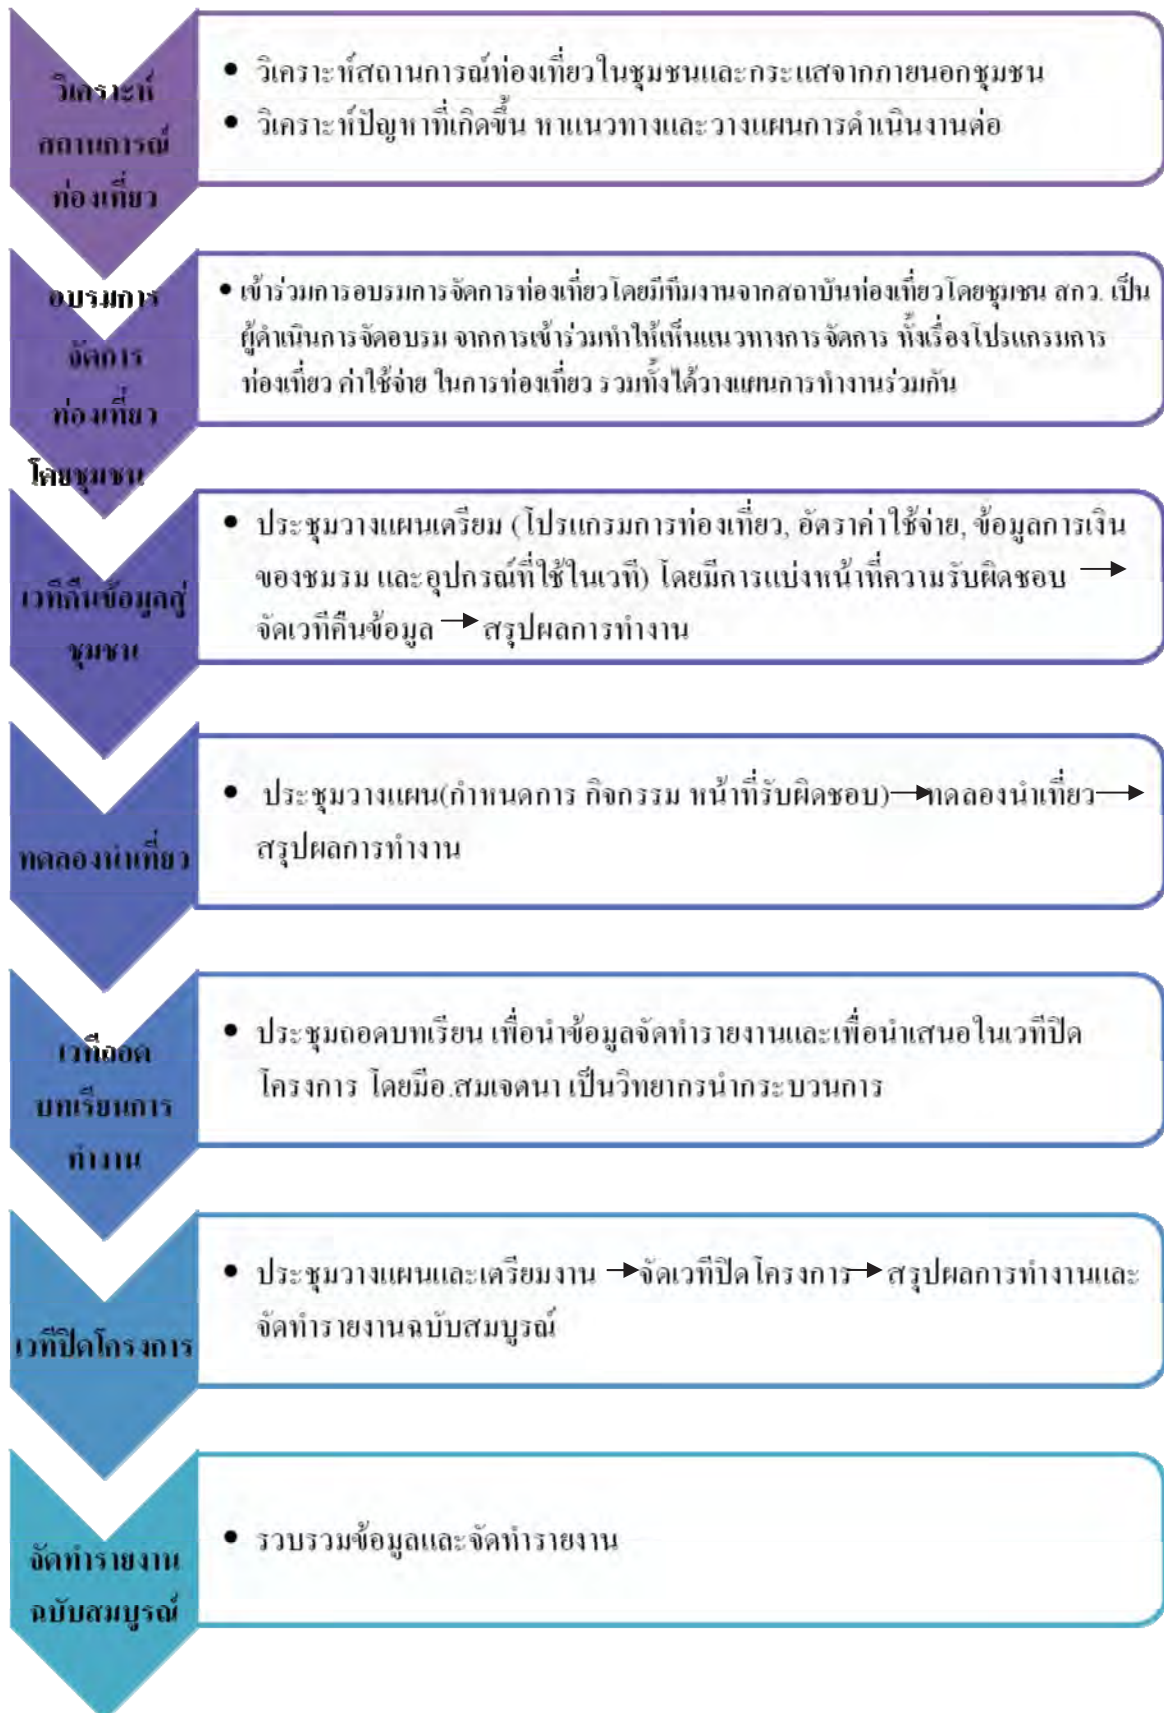 วิเคราะห์
สถานการณ์
ท่องเที่ยว
● วิเคราะห์สถานการณ์ท่องเที่ยวในชุมชนและกระแสจากภายนอกชุมชน
● วิเคราะห์ปัญหาที่เกิดขึ้น หาแนวทางและวางแผนการดำเนินงานต่อ
อบรมการ
จัดการ
ท่องเที่ยว
โดยชุมชน
● เข้าร่วมการอบรมการจัดการท่องเที่ยวโดยมีทีมงานจากสถาบันท่องเที่ยวโดยชุมชน สกว. เป็น
ผู้ดำเนินการจัดอบรม จากการเข้าร่วมทำให้เห็นแนวทางการจัดการ ทั้งเรื่องโปรแกรมการ
ท่องเที่ยว ค่าใช้จ่าย ในการท่องเที่ยว รวมทั้งได้วางแผนการทำงานร่วมกัน
เวทีคืนข้อมูลสู่
ชุมชน
● ประชุมวางแผนเตรียม (โปรแกรมการท่องเที่ยว, อัตราค่าใช้จ่าย, ข้อมูลการเงิน
ของชมรม และอุปกรณ์ที่ใช้ในเวที) โดยมีการแบ่งหน้าที่ความรับผิดชอบ →
จัดเวทีคืนข้อมูล → สรุปผลการทำงาน
ทดลองนำเที่ยว
● ประชุมวางแผน(กำหนดการ กิจกรรม หน้าที่รับผิดชอบ)→ทดลองนำเที่ยว→
สรุปผลการทำงาน
เวทีถอด
บทเรียนการ
ทำงาน
● ประชุมถอดบทเรียน เพื่อนำข้อมูลจัดทำรายงานและเพื่อนำเสนอในเวทีปิด
โครงการ โดยมีอ.สมเจตนา เป็นวิทยากรนำกระบวนการ
เวทีปิดโครงการ
● ประชุมวางแผนและเตรียมงาน →จัดเวทีปิดโครงการ→ สรุปผลการทำงานและ
จัดทำรายงานฉบับสมบูรณ์
จัดทำรายงาน
ฉบับสมบูรณ์
● รวบรวมข้อมูลและจัดทำรายงาน